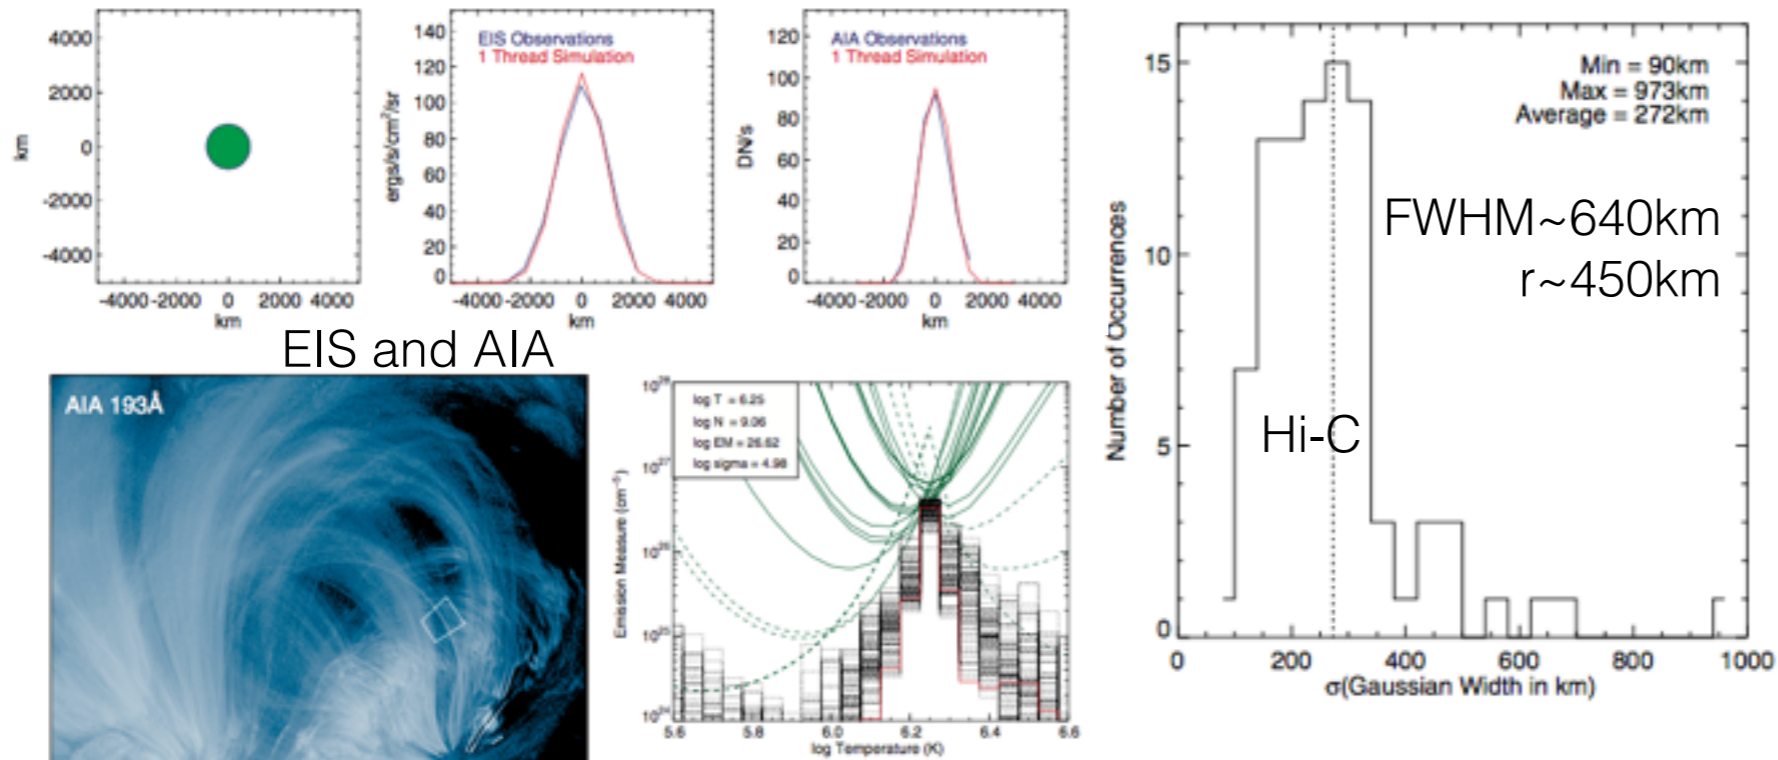 4000
2000
0
-2000
-4000
km
-4000 -2000 0 2000 4000
km
EIS Observations
1 Thread Simulation
140
120
100
80
60
40
20
0
ergs/s/cm²/sr
-4000 -2000 0 2000 4000
km
AIA Observations
1 Thread Simulation
120
100
80
60
40
20
0
DN/s
-4000 -2000 0 2000 4000
km
EIS and AIA
AIA 193Å
log T = 6.25
log N = 9.06
log EM = 26.62
log sigma = 4.98
10²⁸
10²⁷
10²⁶
10²⁵
10²⁴
Emission Measure (cm⁻⁵)
5.6 5.8 6.0 6.2 6.4 6.6
log Temperature (K)
Min = 90km
Max = 973km
Average = 272km
FWHM~640km
r~450km
Hi-C
15
10
5
0
Number of Occurrences
0 200 400 600 800 1000
σ(Gaussian Width in km)